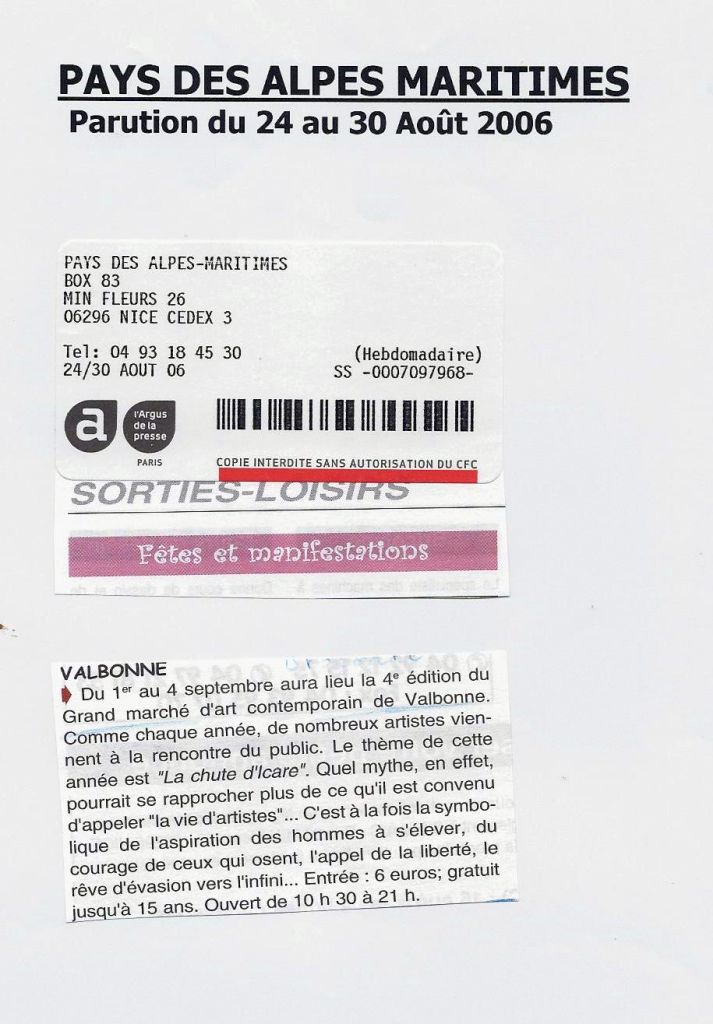 PAYS DES ALPES MARITIMES
Parution du 24 au 30 Août 2006
PAYS DES ALPES-MARITIMES
BOX 83
MIN FLEURS 26
06296 NICE CEDEX 3
Tel: 04 93 18 45 30 (Hebdomadaire)
24/30 AOUT 06 SS -0007097968-
a
l'Argus
de la
presse
PARIS
COPIE INTERDITE SANS AUTORISATION DU CFC
SORTIES-LOISIRS
Fêtes et manifestations
VALBONNE
Du 1er au 4 septembre aura lieu la 4e édition du
Grand marché d'art contemporain de Valbonne.
Comme chaque année, de nombreux artistes vien-
nent à la rencontre du public. Le thème de cette
année est "La chute d'Icare". Quel mythe, en effet,
pourrait se rapprocher plus de ce qu'il est convenu
d'appeler "la vie d'artistes"... C'est à la fois la symbo-
lique de l'aspiration des hommes à s'élever, du
courage de ceux qui osent, l'appel de la liberté, le
rêve d'évasion vers l'infini... Entrée : 6 euros; gratuit
jusqu'à 15 ans. Ouvert de 10 h 30 à 21 h.